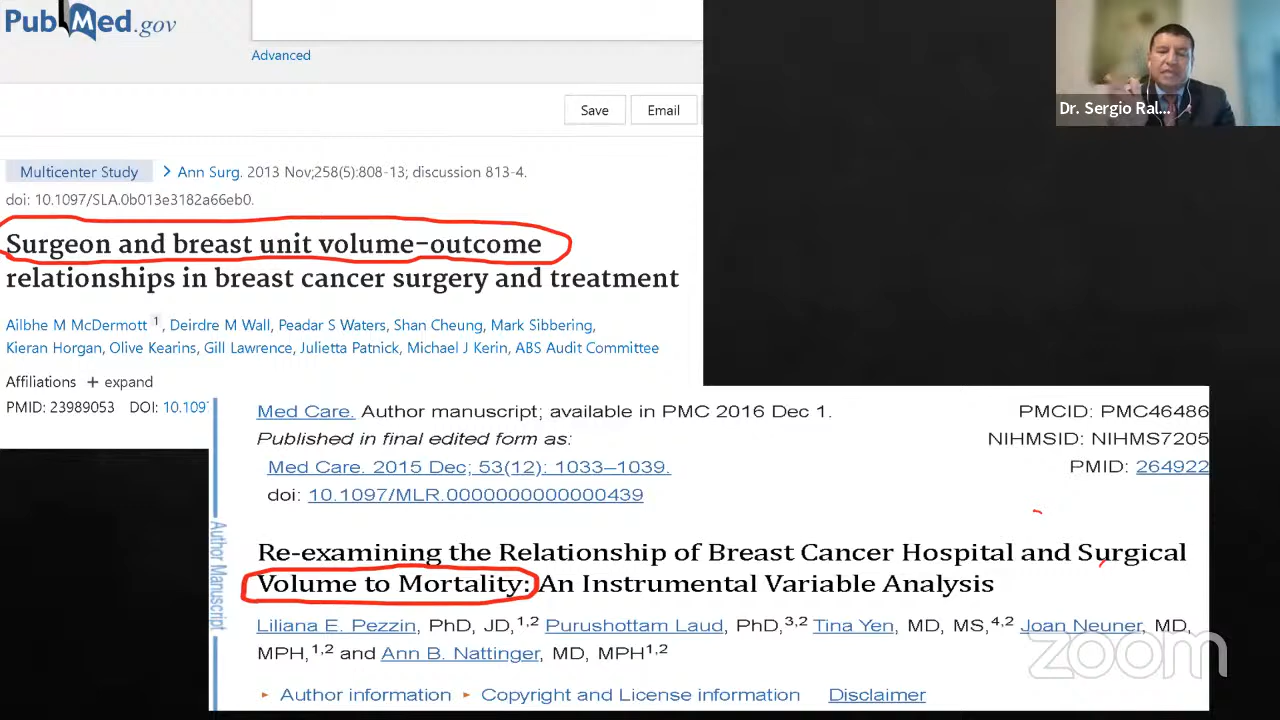 PubMed.gov
Advanced
Save
Email
Dr. Sergio Ral...
Multicenter Study > Ann Surg. 2013 Nov;258(5):808-13; discussion 813-4.
doi: 10.1097/SLA.0b013e3182a66eb0.
Surgeon and breast unit volume-outcome
relationships in breast cancer surgery and treatment
Ailbhe M McDermott 1, Deirdre M Wall, Peadar S Waters, Shan Cheung, Mark Sibbering,
Kieran Horgan, Olive Kearins, Gill Lawrence, Julietta Patnick, Michael J Kerin, ABS Audit Committee
Affiliations + expand
PMID: 23989053 DOI: 10.109
Med Care. Author manuscript; available in PMC 2016 Dec 1.
PMCID: PMC46486
Published in final edited form as:
NIHMSID: NIHMS7205
Med Care. 2015 Dec; 53(12): 1033–1039.
PMID: 264922
doi: 10.1097/MLR.0000000000000439
Author Manuscript
Re-examining the Relationship of Breast Cancer Hospital and Surgical
Volume to Mortality: An Instrumental Variable Analysis
Liliana E. Pezzin, PhD, JD,1,2 Purushottam Laud, PhD,3,2 Tina Yen, MD, MS,4,2 Joan Neuner, MD,
MPH,1,2 and Ann B. Nattinger, MD, MPH1,2
Author information Copyright and License information Disclaimer
zoom